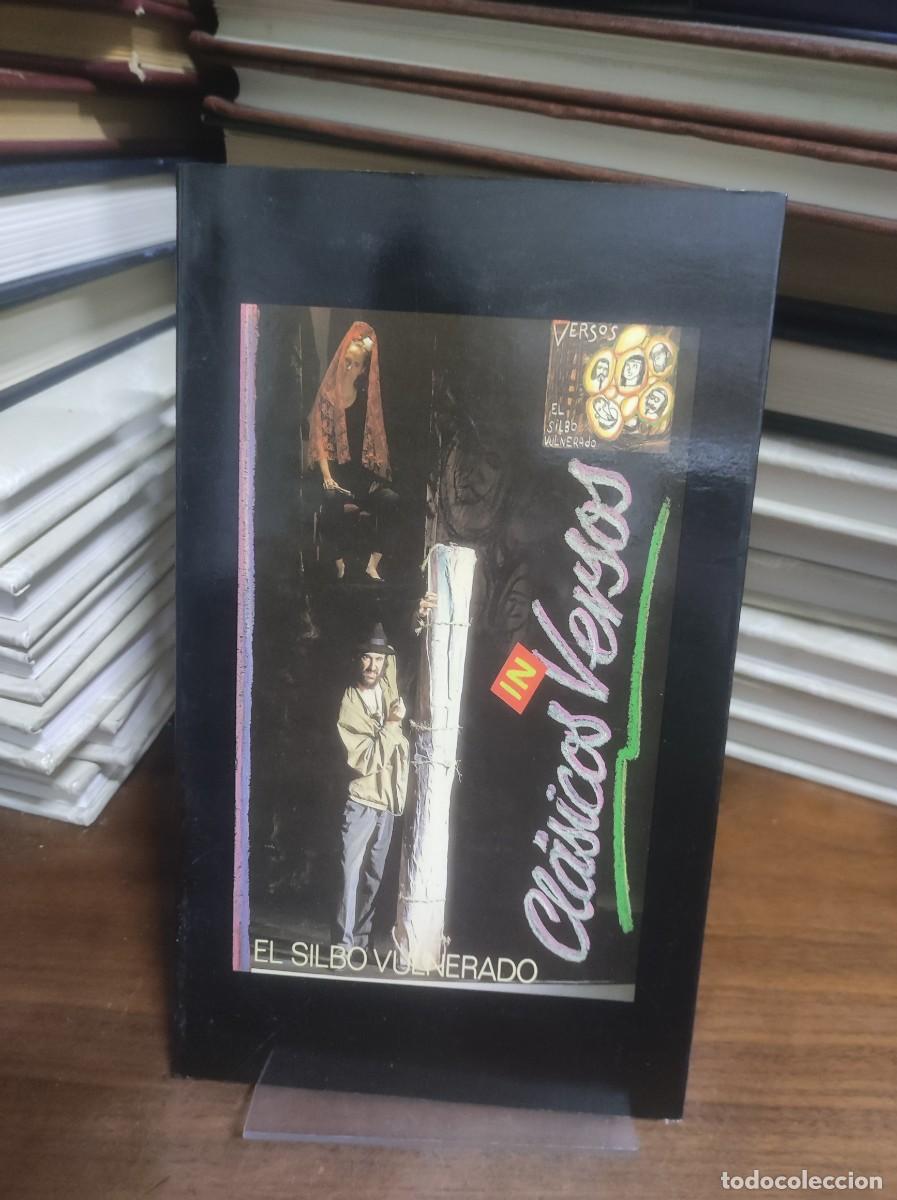 VERSOS
EL
SILBO
VULNERADO
Clásicos IN Versos
EL SILBO VULNERADO
todocoleccion